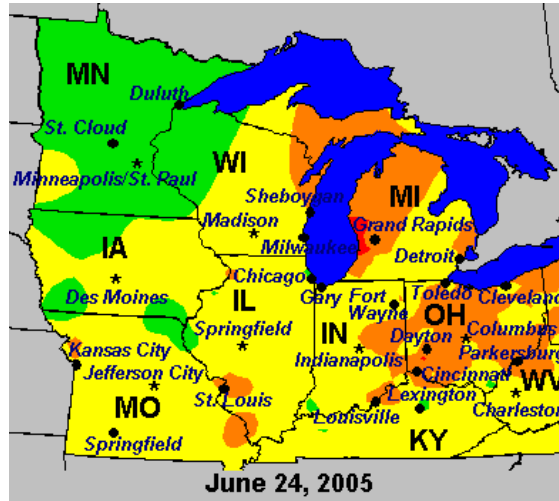 MN
Duluth
St. Cloud
WI
Minneapolis/St. Paul
Sheboygan
MI
Madison
Grand Rapids
Milwaukee
IA
Detroit
Chicago
Des Moines
IL
Gary
Fort
Wayne
Toledo
Cleveland
OH
Springfield
IN
Columbus
Dayton
Kansas City
Indianapolis
Parkersburg
Jefferson City
Cincinnati
WV
St. Louis
Lexington
MO
Charleston
Louisville
Springfield
KY
June 24, 2005